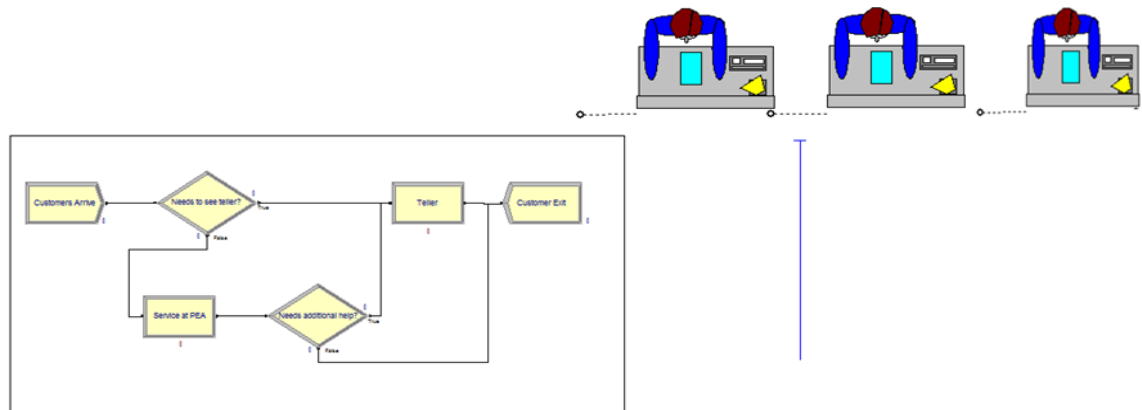 Customers Arrive
Needs to see teller?
True
False
Teller
Customer Exit
Service at PEA
Needs additional help?
True
False